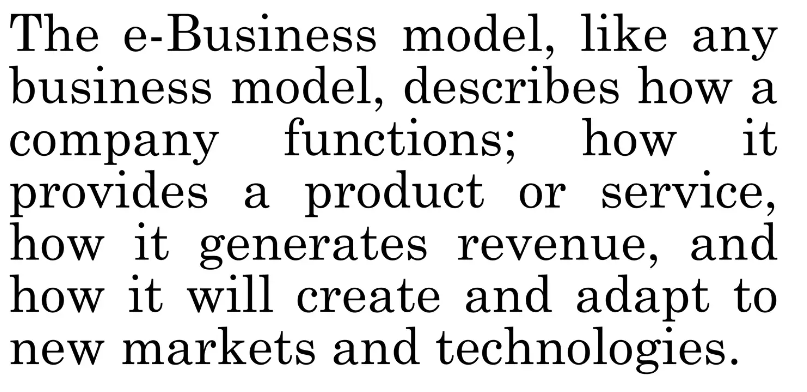 The e-Business model, like any
business model, describes how a
company functions; how it
provides a product or service,
how it generates revenue, and
how it will create and adapt to
new markets and technologies.